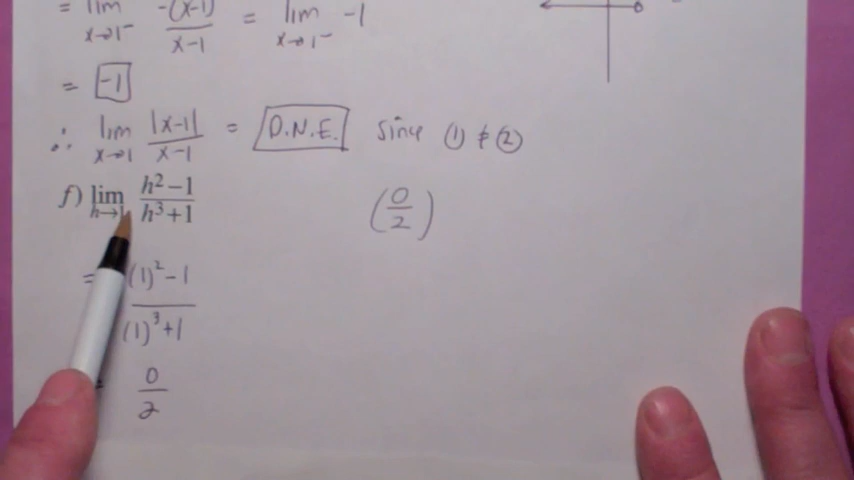 = lim x→1⁻ -(x-1)/x-1 = lim x→1⁻ -1
= -1
∴ lim x→1 |x-1|/x-1 = D.N.E. since ① ≠ ②
f) lim h→1 h²-1/h³+1 (0/2)
= (1)²-1/(1)³+1
= 0/2